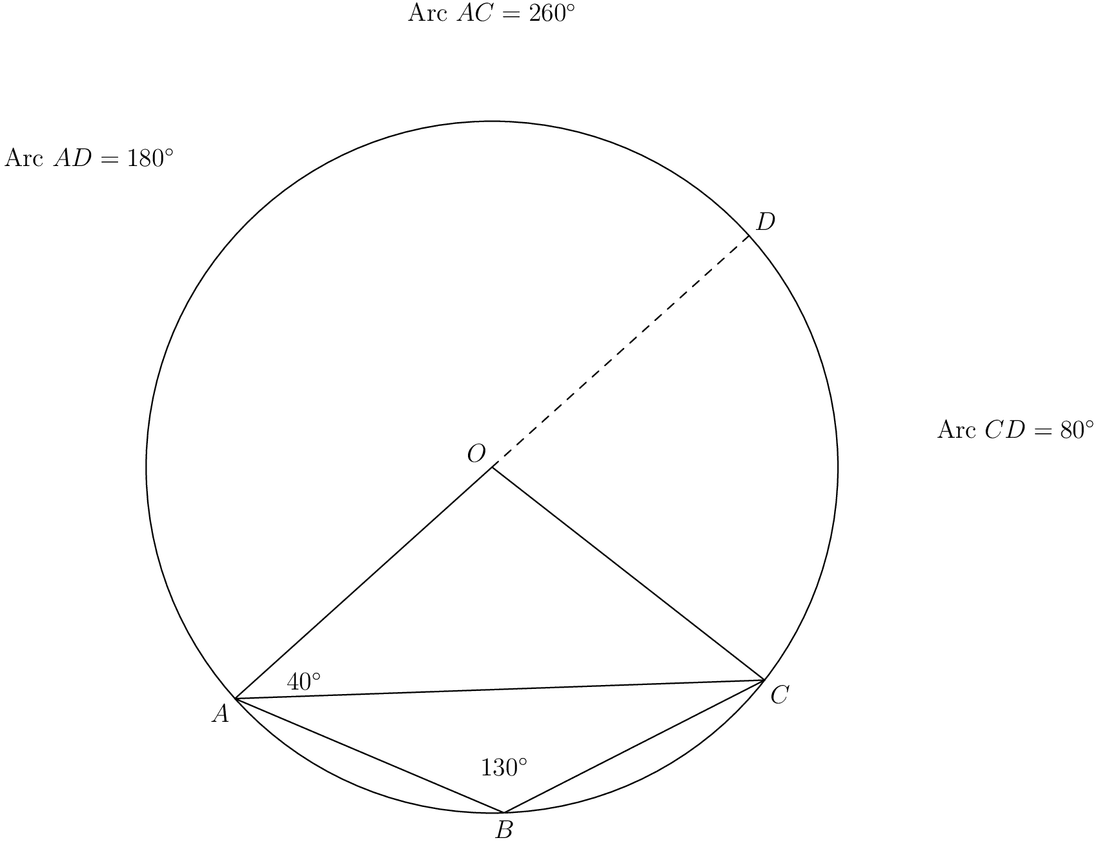 Arc AC = 260°
Arc AD = 180°
D
Arc CD = 80°
O
40°
C
A
130°
B